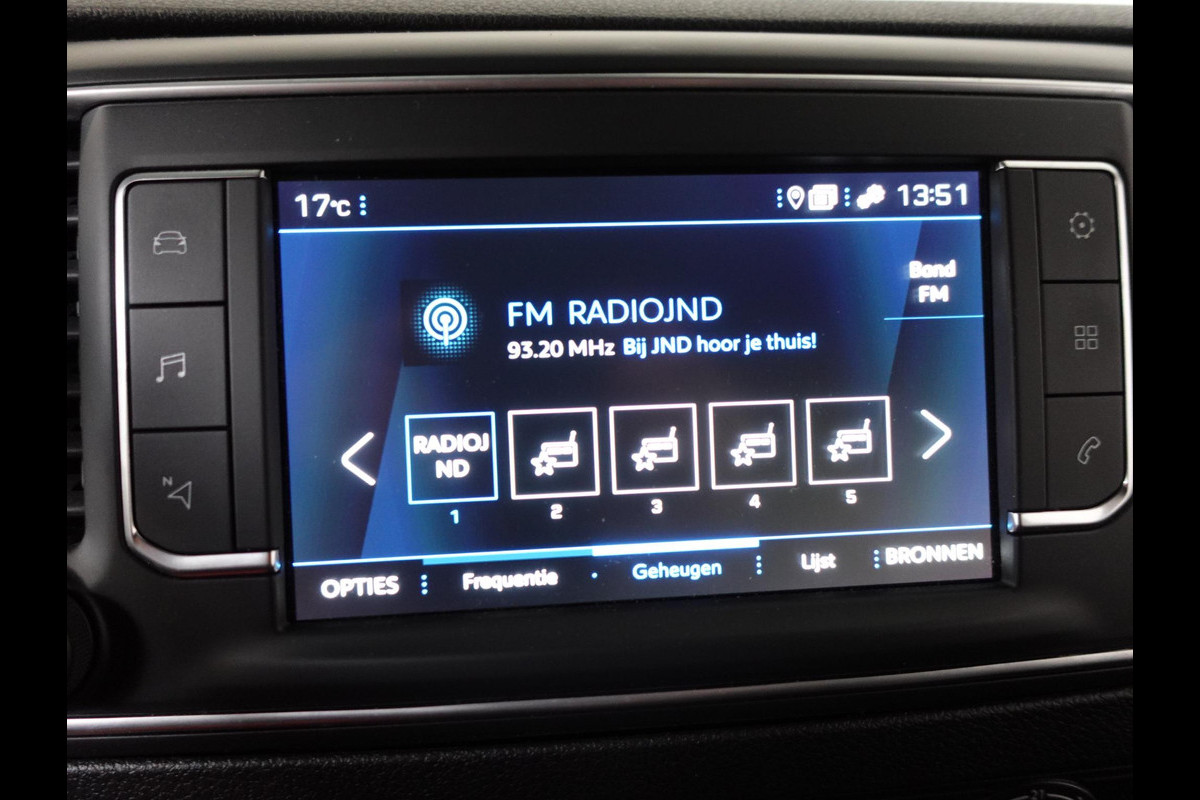 17°C
13:51
Band
FM
FM RADIOJND
93.20 MHz Bij JND hoor je thuis!
RADIOJ
ND
1 2 3 4 5
N
OPTIES Frequentie Geheugen Lijst BRONNEN
21